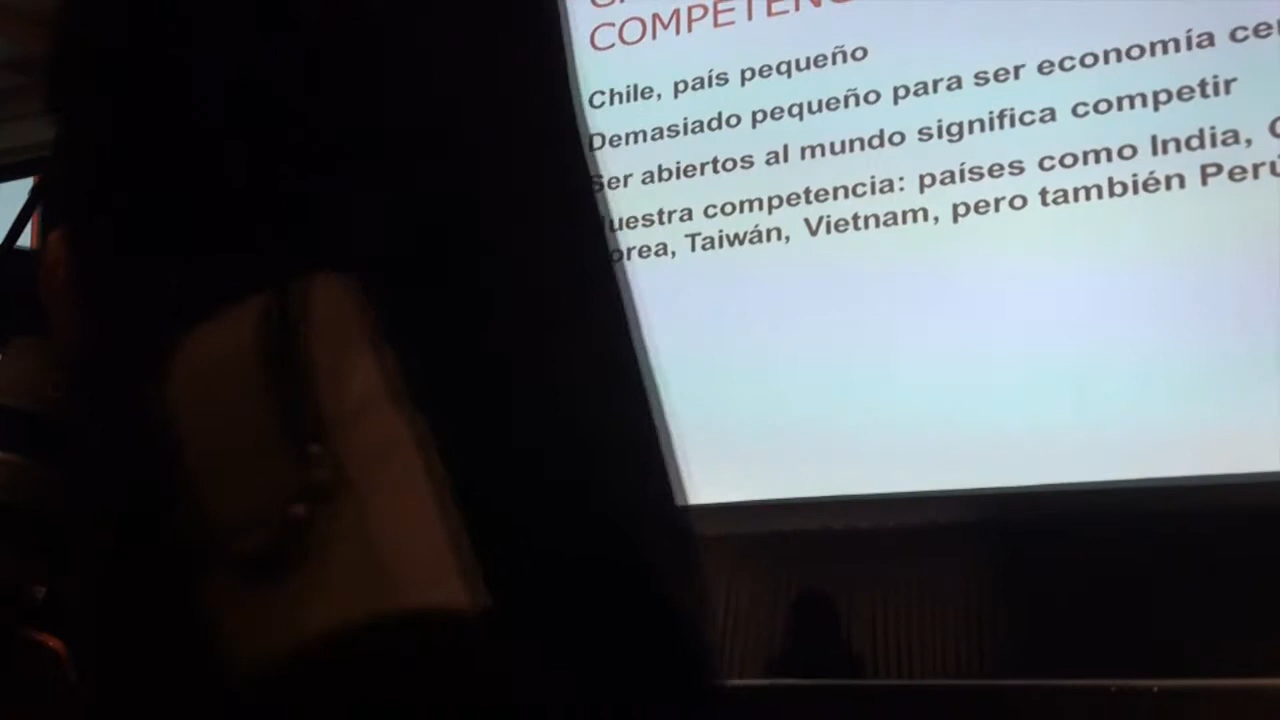 Chile, país pequeño
Demasiado pequeño para ser economía
Ser abiertos al mundo significa competir
competencia: países como India,
Taiwán, Vietnam, pero también Perú